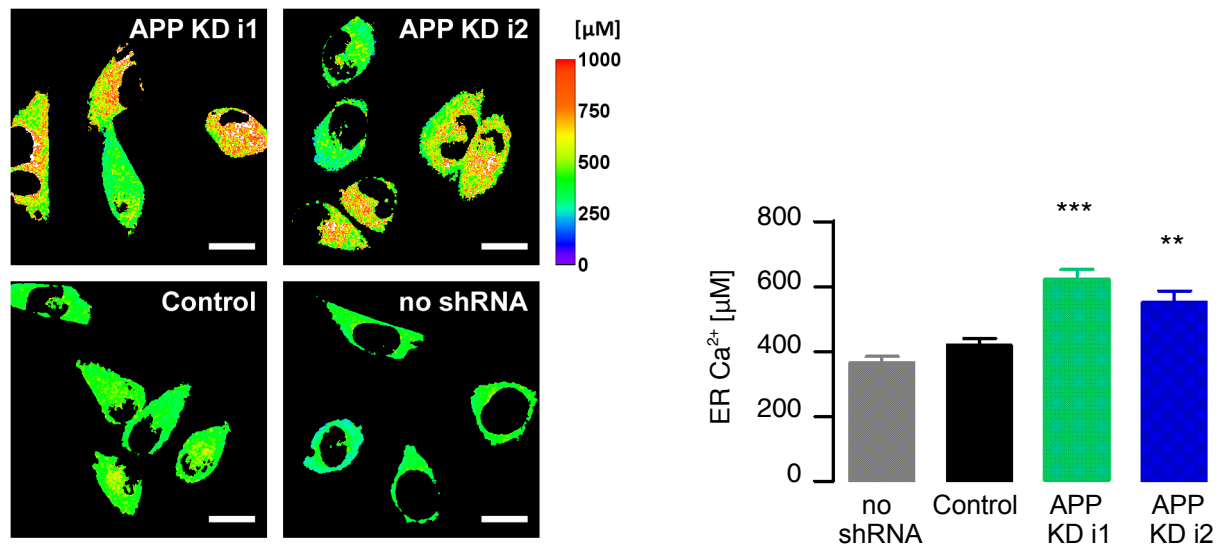 APP KD i1
APP KD i2
[µM]
1000
750
500
250
0
Control
no shRNA
ER Ca²⁺ [µM]
800
600
400
200
0
***
**
no
shRNA
Control
APP
KD i1
APP
KD i2